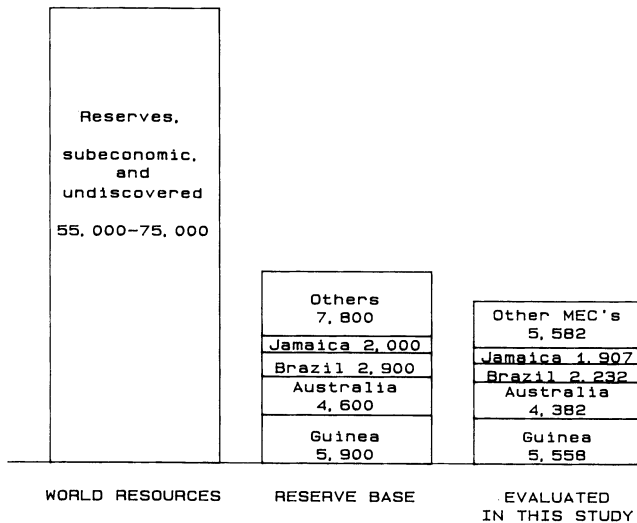 Reserves,
subeconomic,
and
undiscovered
55,000-75,000
Others
7,800
Jamaica 2,000
Brazil 2,900
Australia
4,600
Guinea
5,900
Other MEC's
5,582
Jamaica 1,907
Brazil 2,232
Australia
4,382
Guinea
5,558
WORLD RESOURCES
RESERVE BASE
EVALUATED
IN THIS STUDY